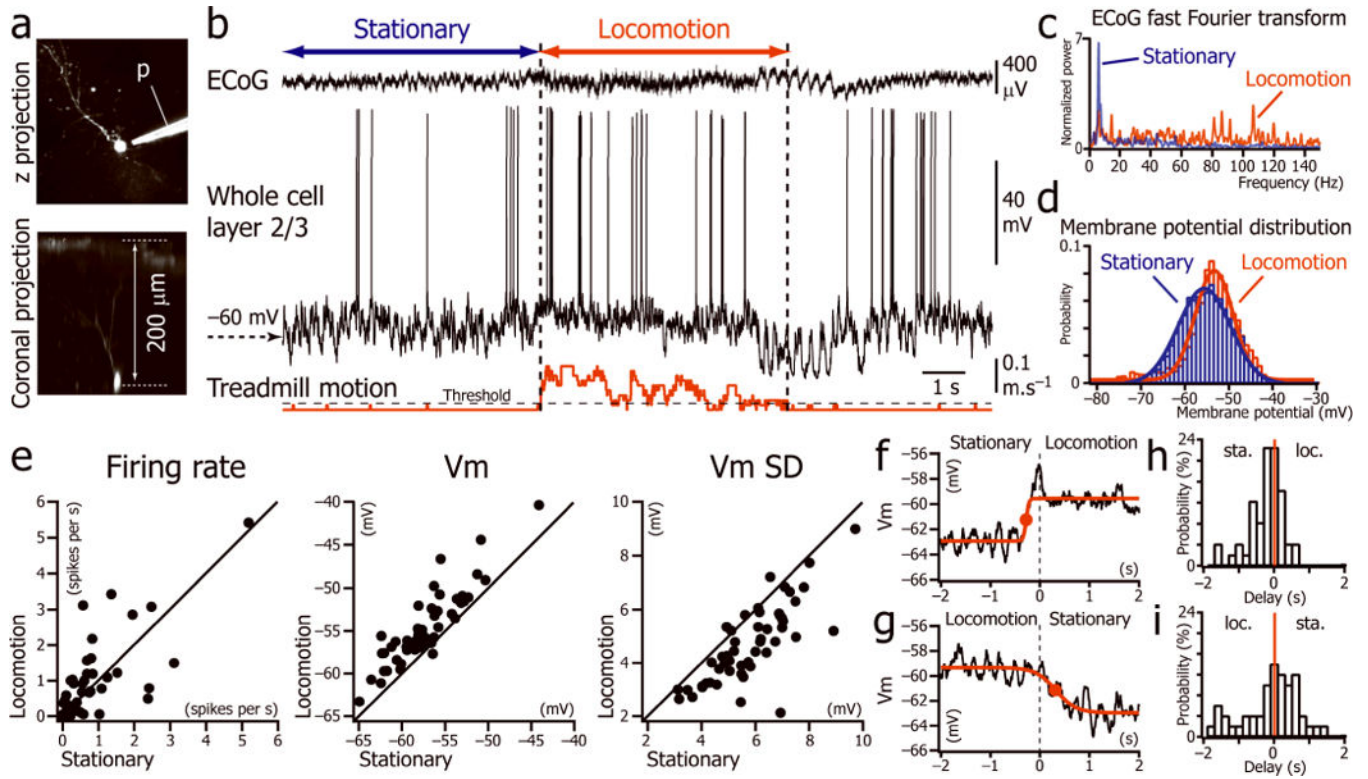 a
z projection
p
Coronal projection
200 µm
b
Stationary
Locomotion
ECoG
400
µV
Whole cell
layer 2/3
40
mV
−60 mV
Treadmill motion
Threshold
1 s
0.1
m.s−1
c
ECoG fast Fourier transform
Normalized power
7
0
Stationary
Locomotion
0 20 40 60 80 100 120 140
Frequency (Hz)
d
Membrane potential distribution
Probability
0.1
0
Stationary
Locomotion
−80 −70 −60 −50 −40 −30
Membrane potential (mV)
e
Firing rate
Locomotion
(spikes per s)
6
5
4
3
2
1
0
(spikes per s)
0 1 2 3 4 5 6
Stationary
Vm
Locomotion
(mV)
−40
−45
−50
−55
−60
−65
(mV)
−65 −60 −55 −50 −45 −40
Stationary
Vm SD
Locomotion
(mV)
10
8
6
4
2
(mV)
2 4 6 8 10
Stationary
f
Stationary
Locomotion
Vm
(mV)
−56
−58
−60
−62
−64
−66
(s)
−2 −1 0 1 2
g
Locomotion
Stationary
Vm
(mV)
−56
−58
−60
−62
−64
−66
(s)
−2 −1 0 1 2
h
Probability (%)
24
0
sta.
loc.
−2 −1 0 1 2
Delay (s)
i
Probability (%)
24
0
loc.
sta.
−2 −1 0 1 2
Delay (s)